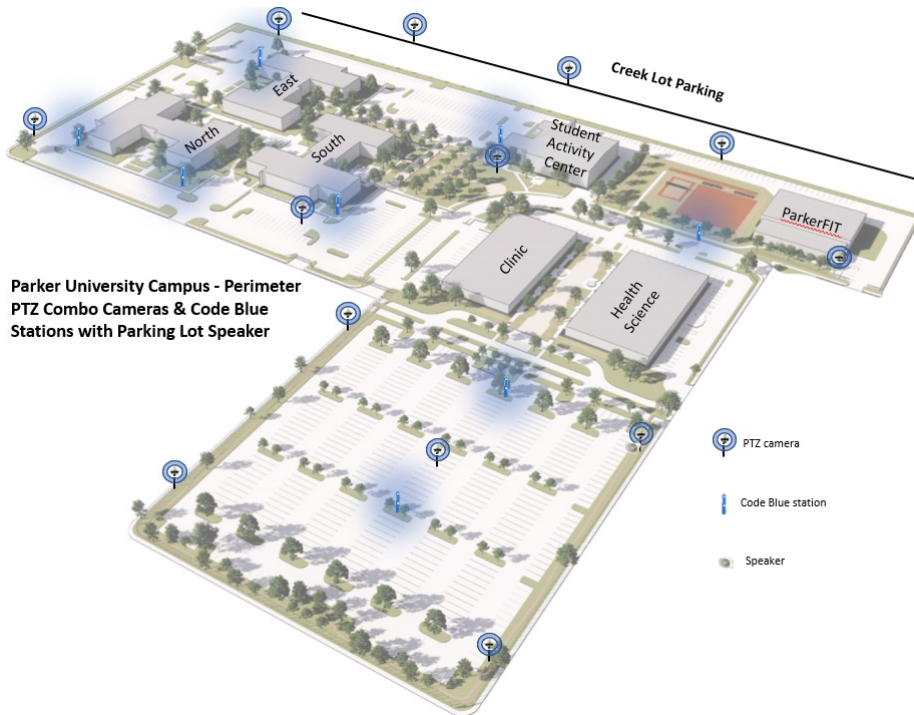 Creek Lot Parking
East
North
South
Student
Activity
Center
ParkerFIT
Clinic
Health
Science
Parker University Campus - Perimeter
PTZ Combo Cameras & Code Blue
Stations with Parking Lot Speaker
PTZ camera
Code Blue station
Speaker